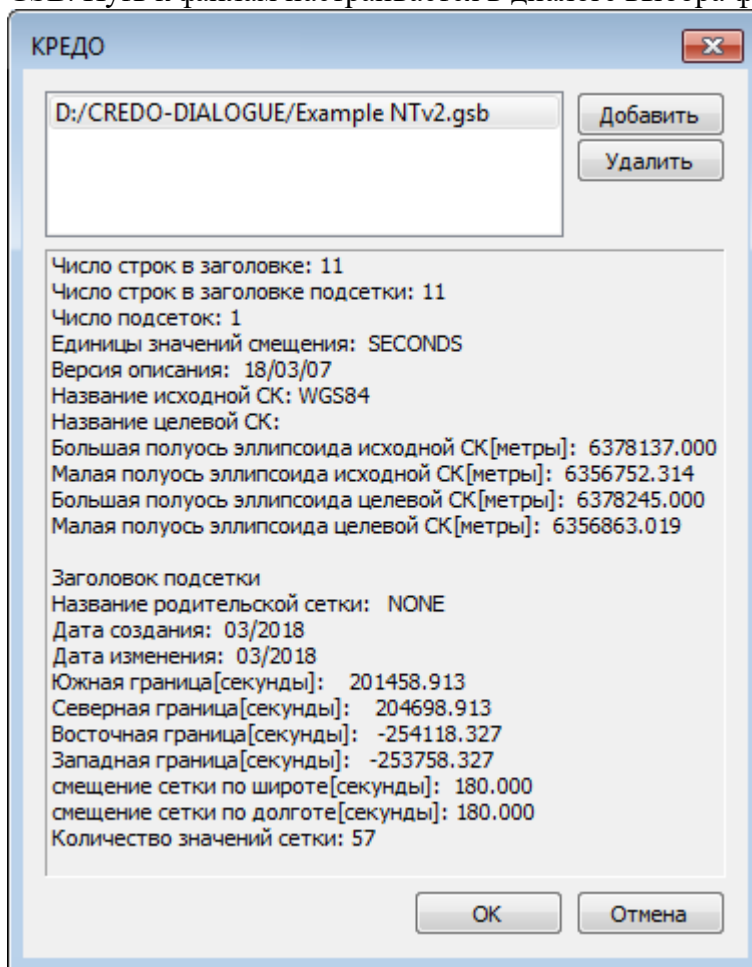 КРЕДО
D:/CREDO-DIALOGUE/Example NTv2.gsb
Добавить
Удалить
Число строк в заголовке: 11
Число строк в заголовке подсетки: 11
Число подсеток: 1
Единицы значений смещения:  SECONDS
Версия описания:  18/03/07
Название исходной СК: WGS84
Название целевой СК:
Большая полуось эллипсоида исходной СК[метры]:  6378137.000
Малая полуось эллипсоида исходной СК[метры]:  6356752.314
Большая полуось эллипсоида целевой СК[метры]:  6378245.000
Малая полуось эллипсоида целевой СК[метры]:  6356863.019
Заголовок подсетки
Название родительской сетки:   NONE
Дата создания:  03/2018
Дата изменения:  03/2018
Южная граница[секунды]:    201458.913
Северная граница[секунды]:   204698.913
Восточная граница[секунды]:   -254118.327
Западная граница[секунды]:   -253758.327
смещение сетки по широте[секунды]:  180.000
смещение сетки по долготе[секунды]: 180.000
Количество значений сетки: 57
OK
Отмена